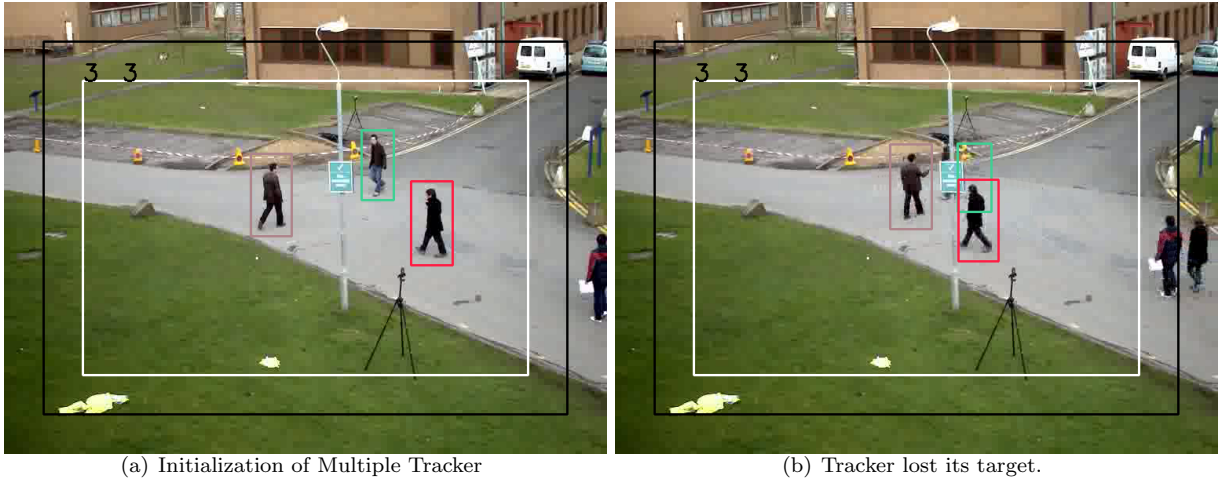 3 3
3 3
(a) Initialization of Multiple Tracker
(b) Tracker lost its target.